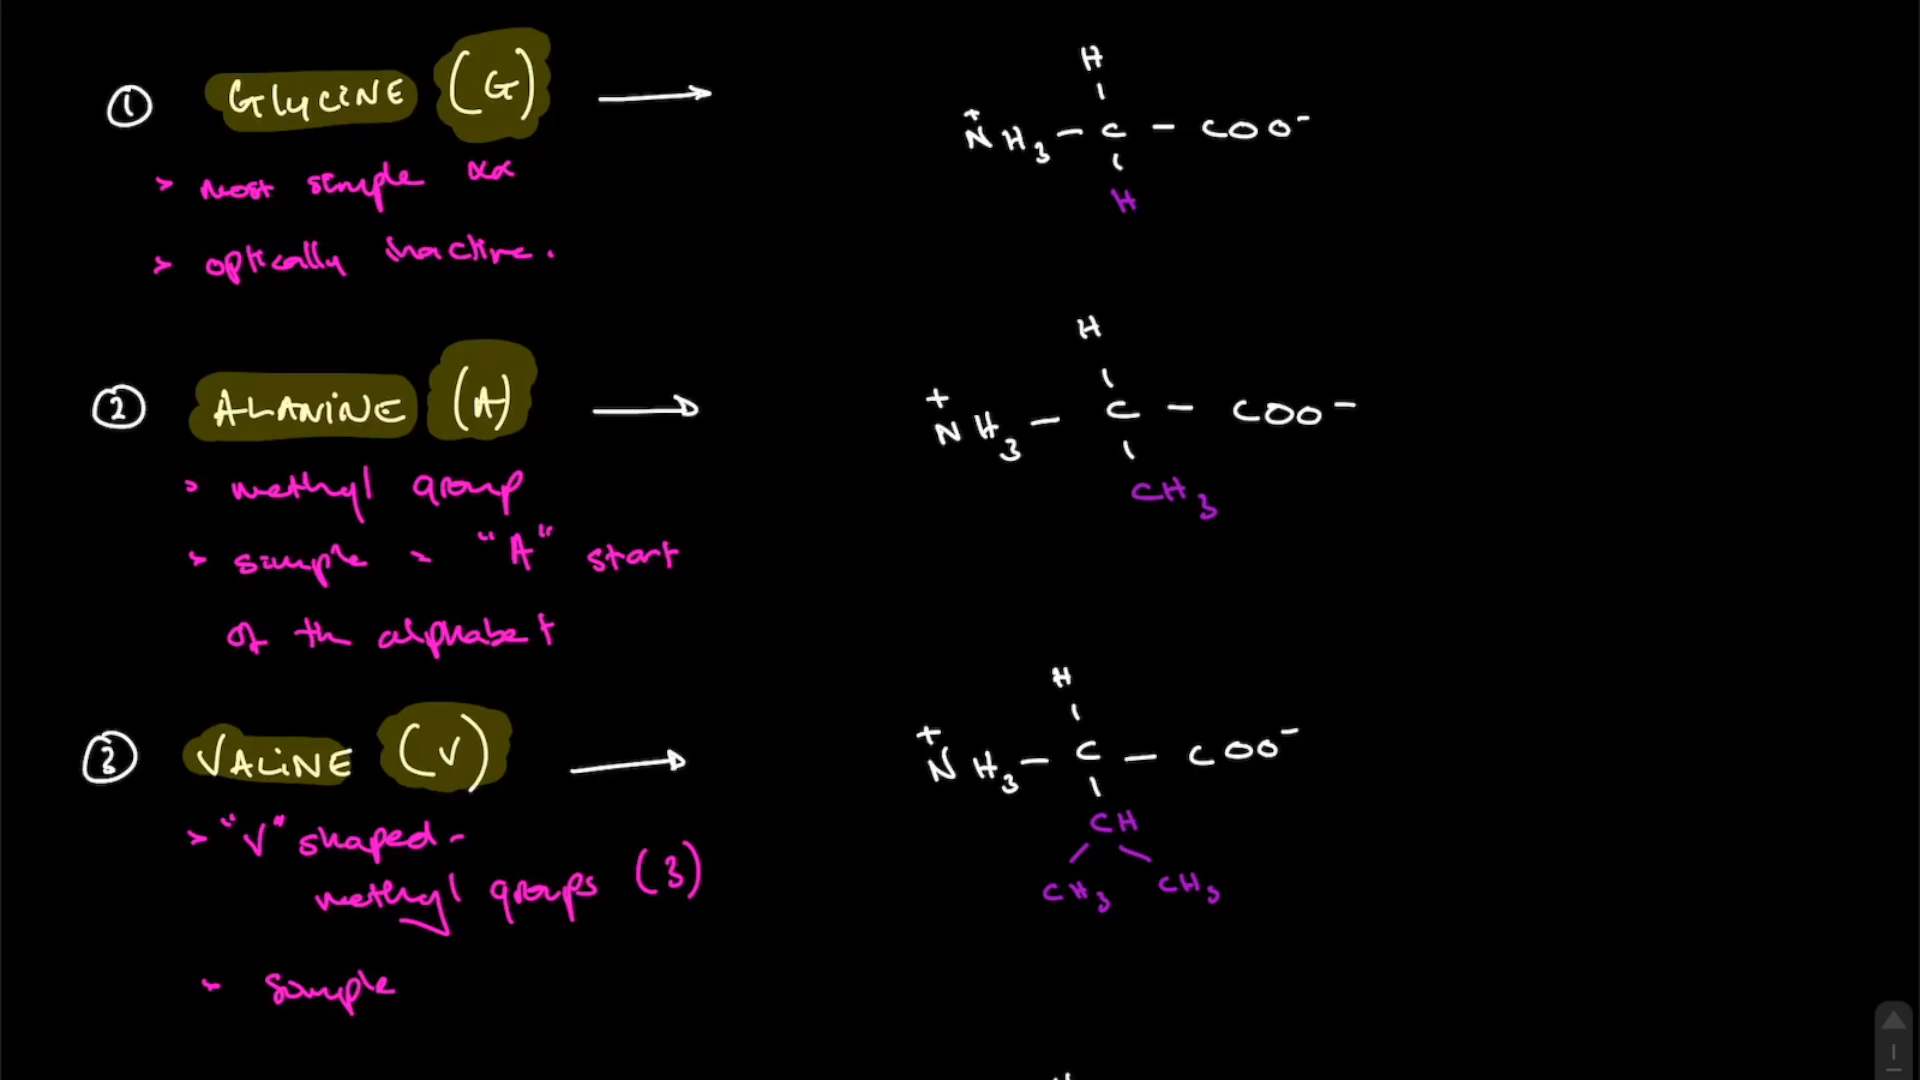 ① GLYCINE (G) →
> most simple αα
> optically inactive.
H
+
NH3 - C - COO-
H
② ALANINE (A) →
> methyl group
> simple = "A" start
of the alphabet
H
+
NH3 - C - COO-
CH3
③ VALINE (V) →
> "V" shaped -
methyl groups (3)
> simple
H
+
NH3 - C - COO-
CH
CH3 CH3